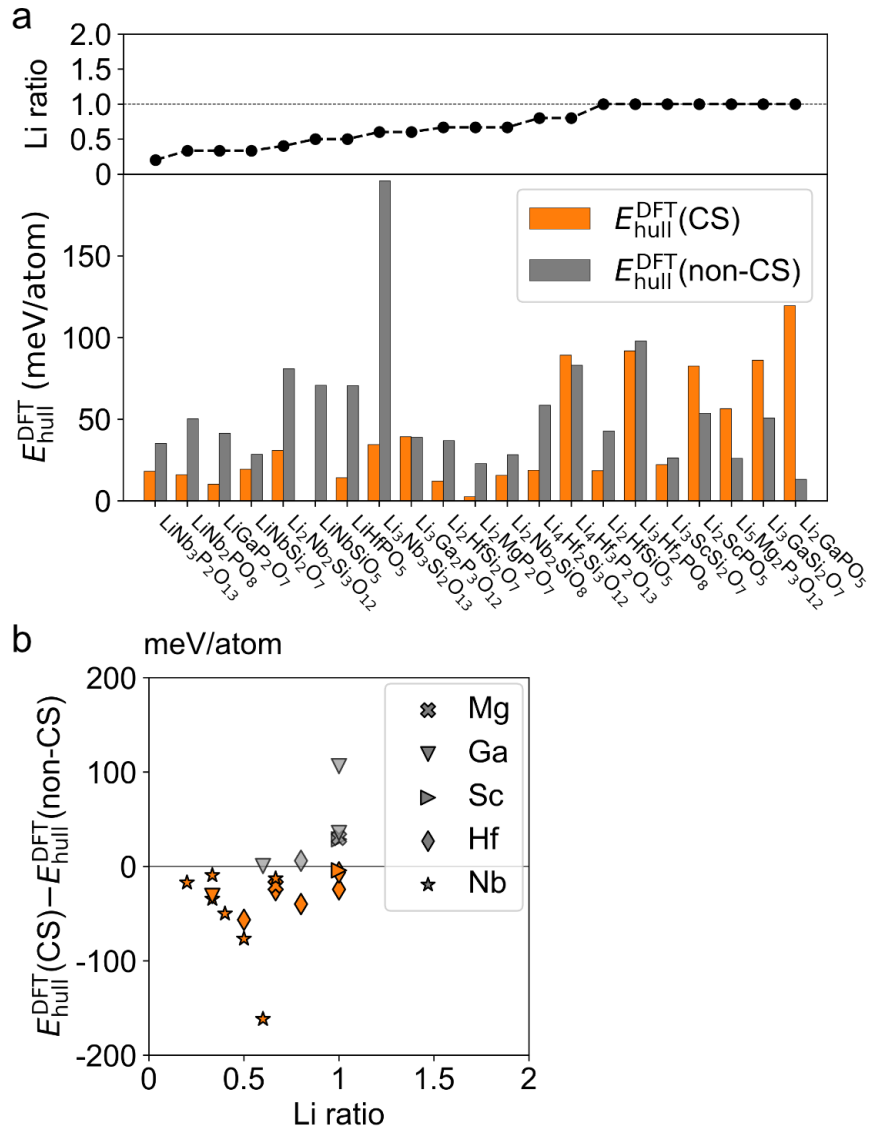 a
2.0
1.5
1.0
0.5
0
Li ratio
150
100
50
0
E_hull^DFT (meV/atom)
E_hull^DFT(CS)
E_hull^DFT(non-CS)
LiNb₃P₂O₁₃
LiNb₂PO₈
LiGaP₂O₇
LiNbSi₂O₇
Li₂Nb₂Si₃O₁₂
LiNbSiO₅
LiHfPO₅
Li₃Nb₃Si₂O₁₃
Li₃Ga₂P₃O₁₂
Li₂HfSi₂O₇
Li₂MgP₂O₇
Li₂Nb₂SiO₈
Li₄Hf₂Si₃O₁₂
Li₄Hf₃P₂O₁₃
Li₂HfSiO₅
Li₃Hf₂PO₈
Li₃ScSi₂O₇
Li₂ScPO₅
Li₅Mg₂P₃O₁₂
Li₃GaSi₂O₇
Li₂GaPO₅
b
meV/atom
200
100
0
-100
-200
E_hull^DFT(CS)−E_hull^DFT(non-CS)
Mg
Ga
Sc
Hf
Nb
0
0.5
1
1.5
2
Li ratio